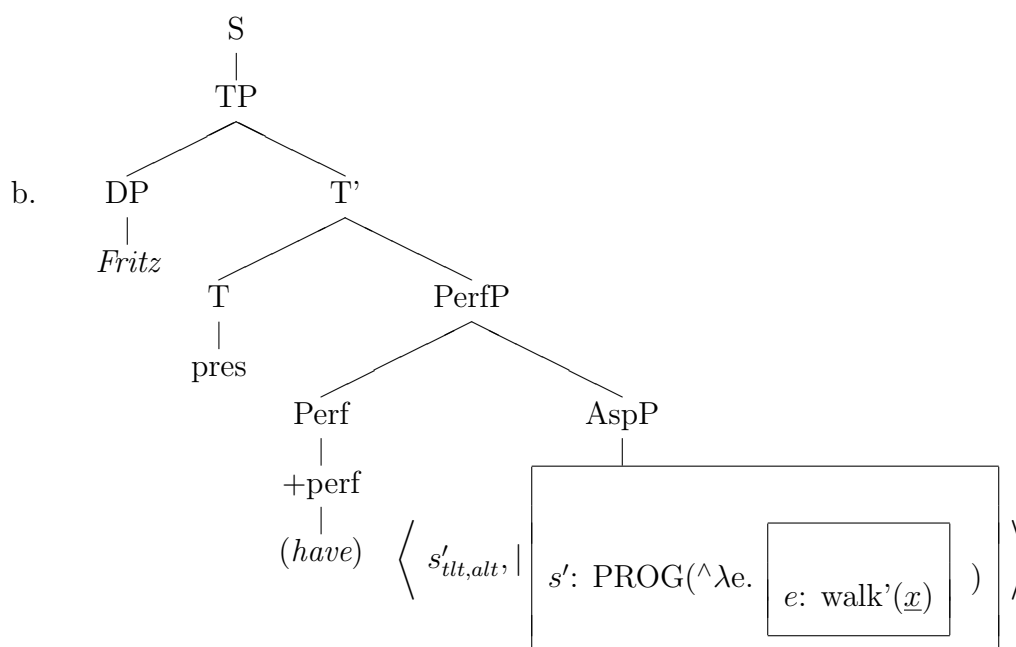 S
TP
b. DP T'
Fritz
T PerfP
pres
Perf AspP
+perf
(have) ⟨ s′tlt,alt, | s′: PROG(^λe. e: walk'(x) ) ⟩